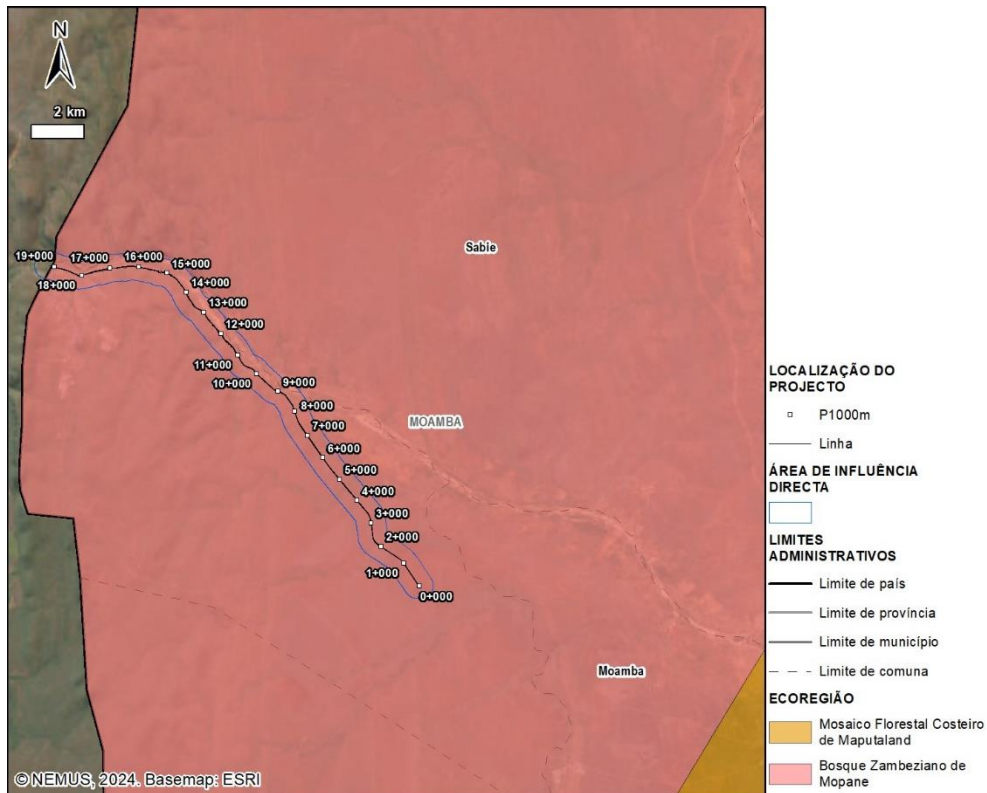 N
2 km
Sabie
19+000
17+000
16+000
15+000
18+000
14+000
13+000
12+000
11+000
10+000
9+000
8+000
MOAMBA
7+000
6+000
5+000
4+000
3+000
2+000
1+000
0+000
Moamba
© NEMUS, 2024. Basemap: ESRI
LOCALIZAÇÃO DO
PROJECTO
P1000m
Linha
ÁREA DE INFLUÊNCIA
DIRECTA
LIMITES
ADMINISTRATIVOS
Limite de país
Limite de província
Limite de município
Limite de comuna
ECOREGIÃO
Mosaico Florestal Costeiro
de Maputaland
Bosque Zambeziano de
Mopane